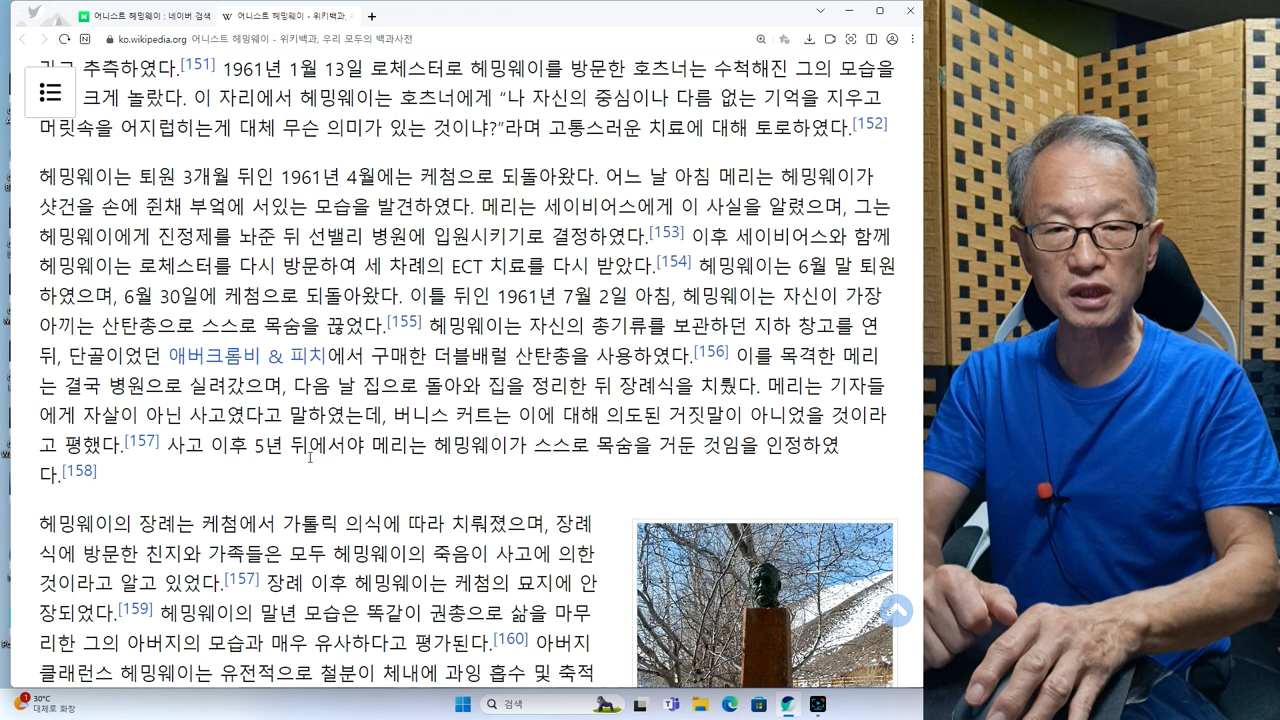 어니스트 헤밍웨이 : 네이버 검색
어니스트 헤밍웨이 - 위키백과,
ko.wikipedia.org 어니스트 헤밍웨이 - 위키백과, 우리 모두의 백과사전
추측하였다.[151] 1961년 1월 13일 로체스터로 헤밍웨이를 방문한 호츠너는 수척해진 그의 모습을
크게 놀랐다. 이 자리에서 헤밍웨이는 호츠너에게 “나 자신의 중심이나 다름 없는 기억을 지우고
머릿속을 어지럽히는게 대체 무슨 의미가 있는 것이냐?”라며 고통스러운 치료에 대해 토로하였다.[152]
헤밍웨이는 퇴원 3개월 뒤인 1961년 4월에는 케첨으로 되돌아왔다. 어느 날 아침 메리는 헤밍웨이가
샷건을 손에 쥔채 부엌에 서있는 모습을 발견하였다. 메리는 세이비어스에게 이 사실을 알렸으며, 그는
헤밍웨이에게 진정제를 놔준 뒤 선밸리 병원에 입원시키기로 결정하였다.[153] 이후 세이비어스와 함께
헤밍웨이는 로체스터를 다시 방문하여 세 차례의 ECT 치료를 다시 받았다.[154] 헤밍웨이는 6월 말 퇴원
하였으며, 6월 30일에 케첨으로 되돌아왔다. 이틀 뒤인 1961년 7월 2일 아침, 헤밍웨이는 자신이 가장
아끼는 산탄총으로 스스로 목숨을 끊었다.[155] 헤밍웨이는 자신의 총기류를 보관하던 지하 창고를 연
뒤, 단골이었던 애버크롬비 & 피치에서 구매한 더블배럴 산탄총을 사용하였다.[156] 이를 목격한 메리
는 결국 병원으로 실려갔으며, 다음 날 집으로 돌아와 집을 정리한 뒤 장례식을 치뤘다. 메리는 기자들
에게 자살이 아닌 사고였다고 말하였는데, 버니스 커트는 이에 대해 의도된 거짓말이 아니었을 것이라
고 평했다.[157] 사고 이후 5년 뒤에서야 메리는 헤밍웨이가 스스로 목숨을 거둔 것임을 인정하였
다.[158]
헤밍웨이의 장례는 케첨에서 가톨릭 의식에 따라 치뤄졌으며, 장례
식에 방문한 친지와 가족들은 모두 헤밍웨이의 죽음이 사고에 의한
것이라고 알고 있었다.[157] 장례 이후 헤밍웨이는 케첨의 묘지에 안
장되었다.[159] 헤밍웨이의 말년 모습은 똑같이 권총으로 삶을 마무
리한 그의 아버지의 모습과 매우 유사하다고 평가된다.[160] 아버지
클래런스 헤밍웨이는 유전적으로 철분이 체내에 과잉 흡수 및 축적
1
30°C
대체로 화창
검색